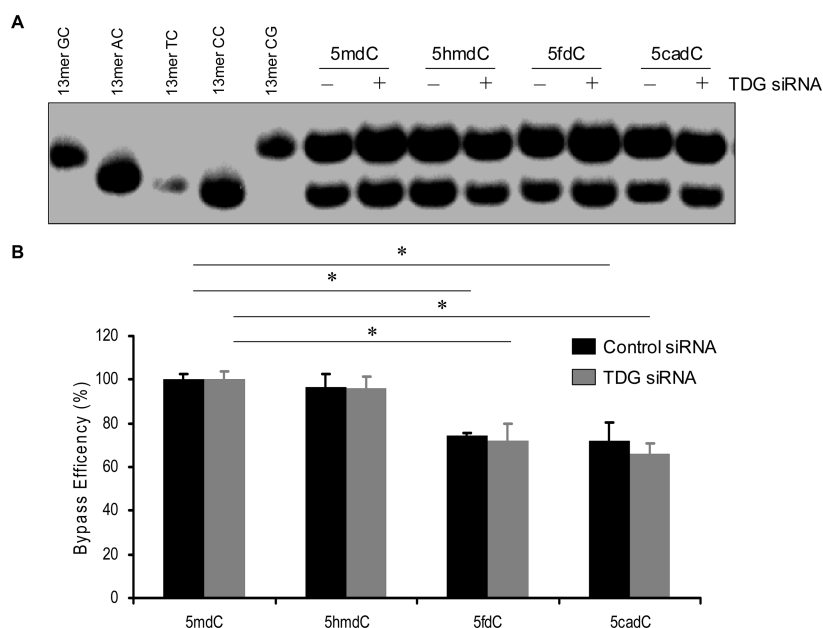 A
13mer GC
13mer AC
13mer TC
13mer CC
13mer CG
5mdC 5hmdC 5fdC 5cadC
− + − + − + − + TDG siRNA
B
*
*
*
*
120
100
80
60
40
20
0
Bypass Efficency (%)
Control siRNA
TDG siRNA
5mdC 5hmdC 5fdC 5cadC